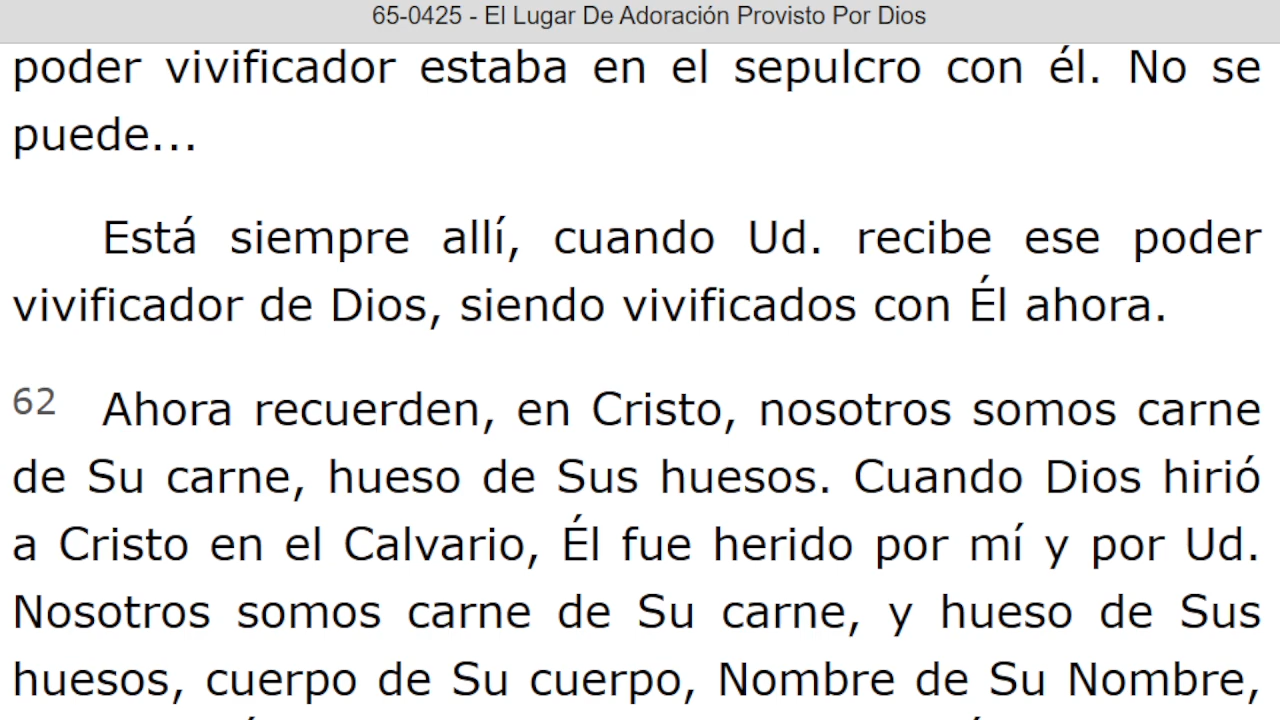 65-0425 - El Lugar De Adoración Provisto Por Dios
poder vivificador estaba en el sepulcro con él. No se
puede...
Está siempre allí, cuando Ud. recibe ese poder
vivificador de Dios, siendo vivificados con Él ahora.
62 Ahora recuerden, en Cristo, nosotros somos carne
de Su carne, hueso de Sus huesos. Cuando Dios hirió
a Cristo en el Calvario, Él fue herido por mí y por Ud.
Nosotros somos carne de Su carne, y hueso de Sus
huesos, cuerpo de Su cuerpo, Nombre de Su Nombre,